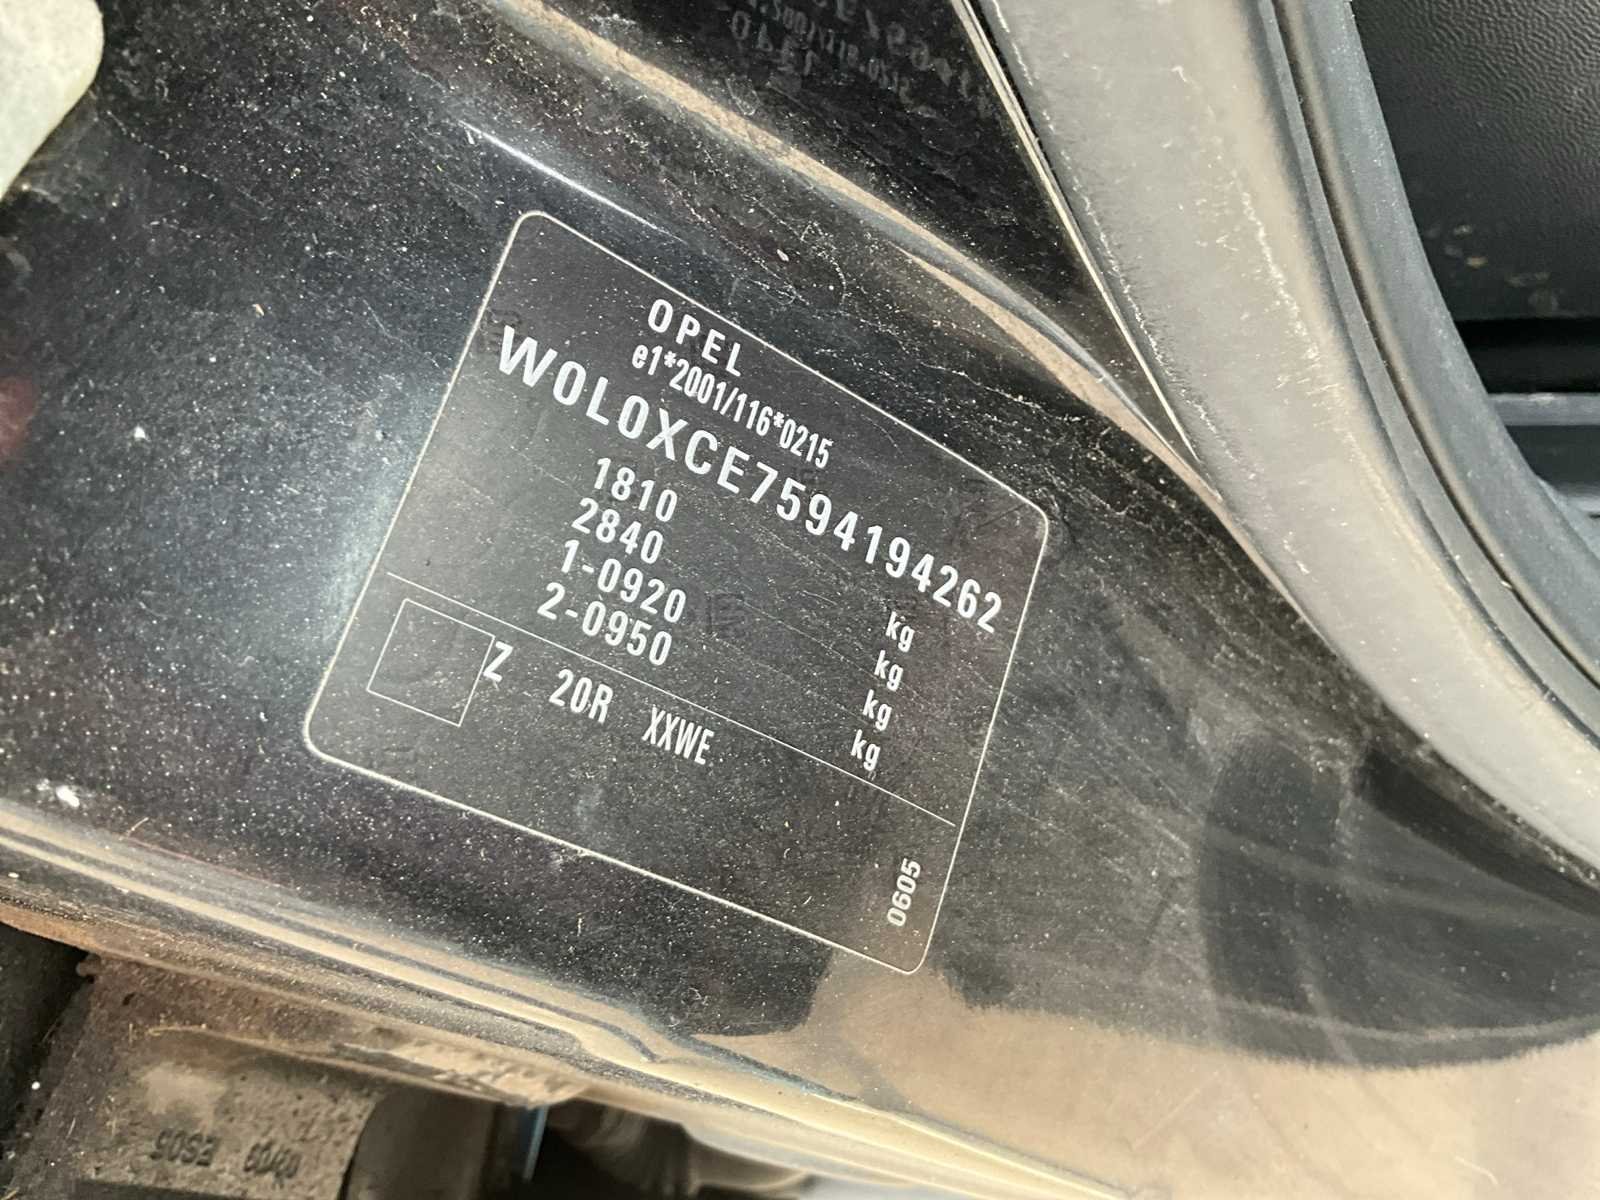 OPEL
e1*2001/116*0215
W0L0XCE7594194262
1810 kg
2840 kg
1-0920 kg
2-0950 kg
Z 20R XXWE
0605